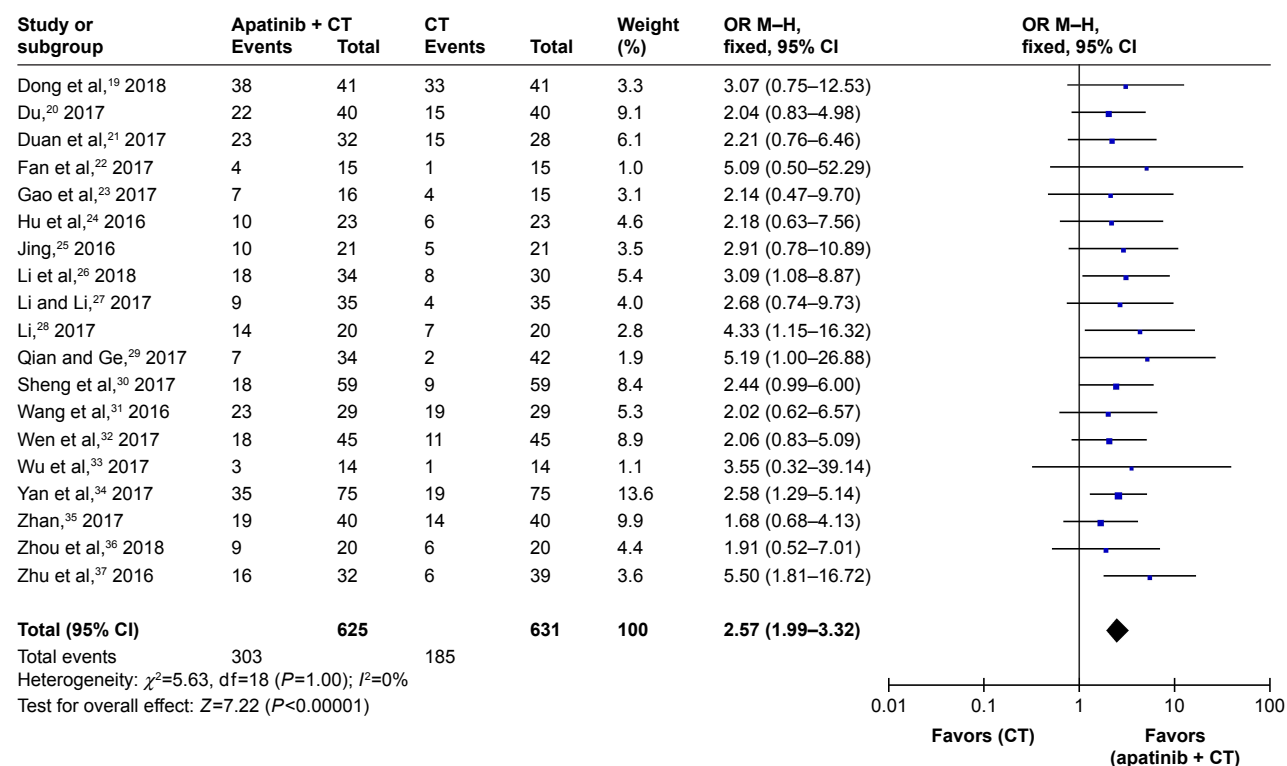 Study or subgroup Apatinib + CT CT Weight (%) OR M–H, fixed, 95% CI OR M–H, fixed, 95% CI
Events Total Events Total
Dong et al,19 2018 38 41 33 41 3.3 3.07 (0.75–12.53)
Du,20 2017 22 40 15 40 9.1 2.04 (0.83–4.98)
Duan et al,21 2017 23 32 15 28 6.1 2.21 (0.76–6.46)
Fan et al,22 2017 4 15 1 15 1.0 5.09 (0.50–52.29)
Gao et al,23 2017 7 16 4 15 3.1 2.14 (0.47–9.70)
Hu et al,24 2016 10 23 6 23 4.6 2.18 (0.63–7.56)
Jing,25 2016 10 21 5 21 3.5 2.91 (0.78–10.89)
Li et al,26 2018 18 34 8 30 5.4 3.09 (1.08–8.87)
Li and Li,27 2017 9 35 4 35 4.0 2.68 (0.74–9.73)
Li,28 2017 14 20 7 20 2.8 4.33 (1.15–16.32)
Qian and Ge,29 2017 7 34 2 42 1.9 5.19 (1.00–26.88)
Sheng et al,30 2017 18 59 9 59 8.4 2.44 (0.99–6.00)
Wang et al,31 2016 23 29 19 29 5.3 2.02 (0.62–6.57)
Wen et al,32 2017 18 45 11 45 8.9 2.06 (0.83–5.09)
Wu et al,33 2017 3 14 1 14 1.1 3.55 (0.32–39.14)
Yan et al,34 2017 35 75 19 75 13.6 2.58 (1.29–5.14)
Zhan,35 2017 19 40 14 40 9.9 1.68 (0.68–4.13)
Zhou et al,36 2018 9 20 6 20 4.4 1.91 (0.52–7.01)
Zhu et al,37 2016 16 32 6 39 3.6 5.50 (1.81–16.72)
Total (95% CI) 625 631 100 2.57 (1.99–3.32)
Total events 303 185
Heterogeneity: χ2=5.63, df=18 (P=1.00); I2=0%
Test for overall effect: Z=7.22 (P<0.00001)
0.01 0.1 1 10 100
Favors (CT) Favors
(apatinib + CT)